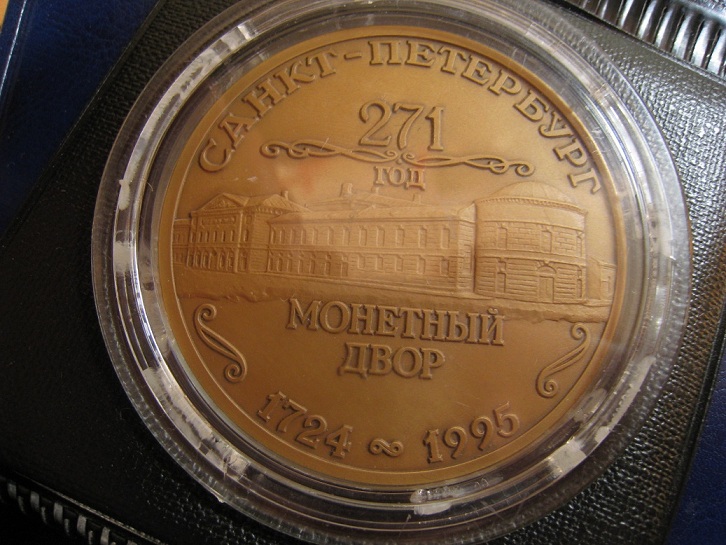 САНКТ-ПЕТЕРБУРГ
271
ГОД
МОНЕТНЫЙ
ДВОР
1724 ~ 1995